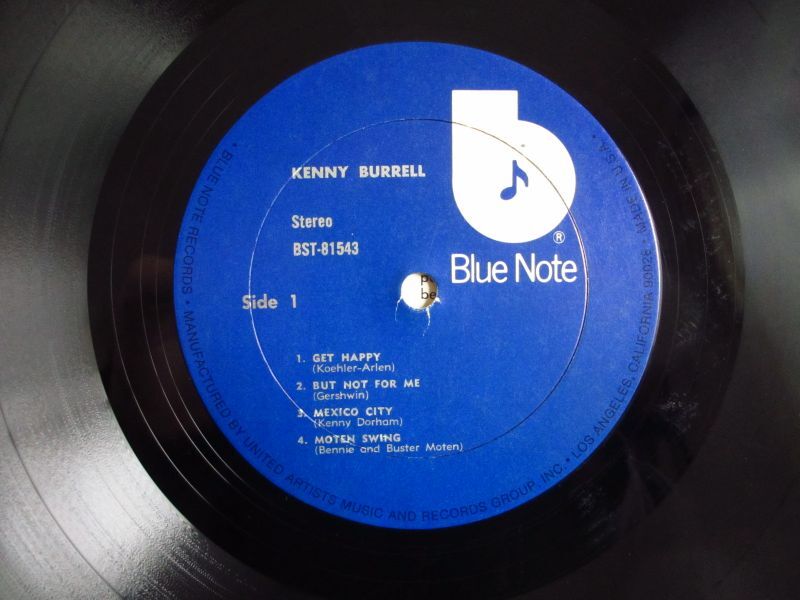 KENNY BURRELL
Stereo
BST-81543
Side 1
®
Blue Note
1. GET HAPPY
(Koehler-Arlen)
2. BUT NOT FOR ME
(Gershwin)
3. MEXICO CITY
(Kenny Dorham)
4. MOTEN SWING
(Bennie and Buster Moten)
• BLUE NOTE RECORDS • MANUFACTURED BY UNITED ARTISTS MUSIC AND RECORDS GROUP, INC. • LOS ANGELES, CALIFORNIA 90028 • MADE IN U.S.A.
be